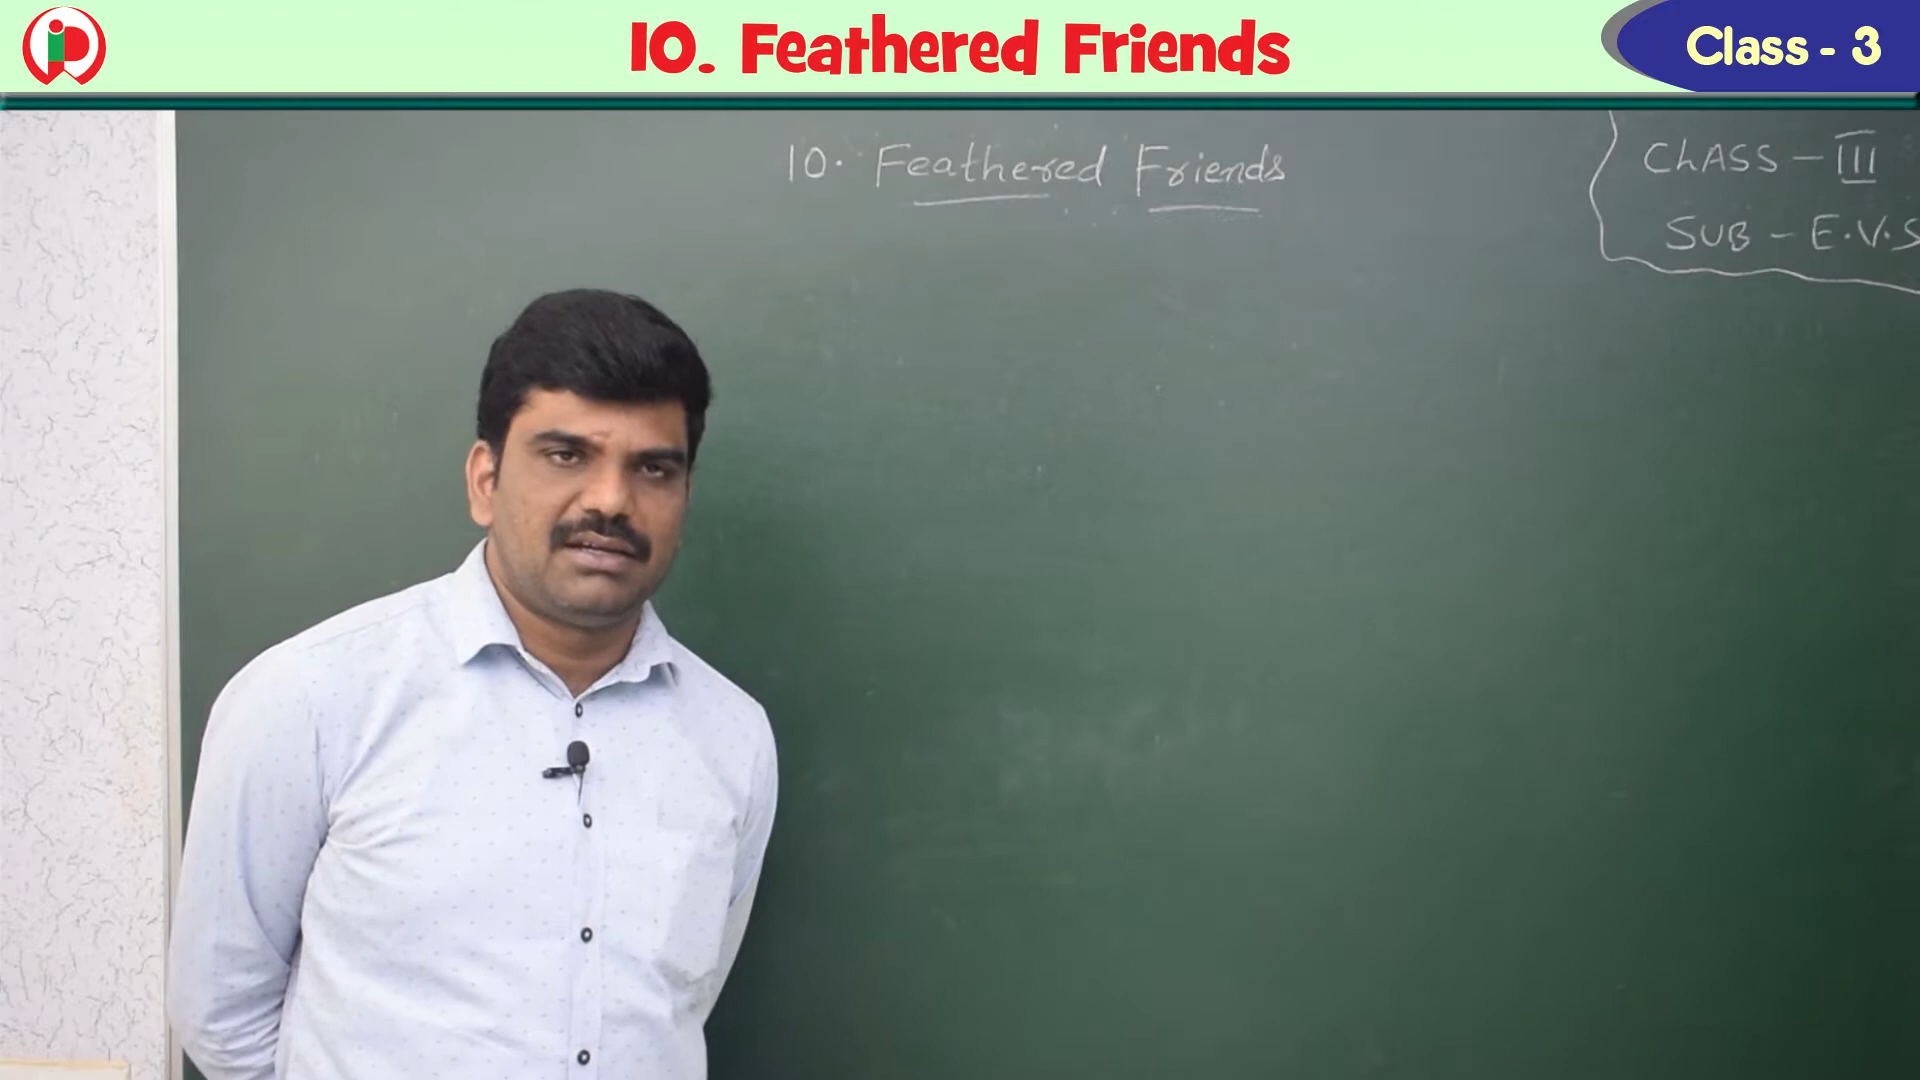 10. Feathered Friends
Class - 3
10. Feathered Friends
CLASS - III
SUB - E.V.S